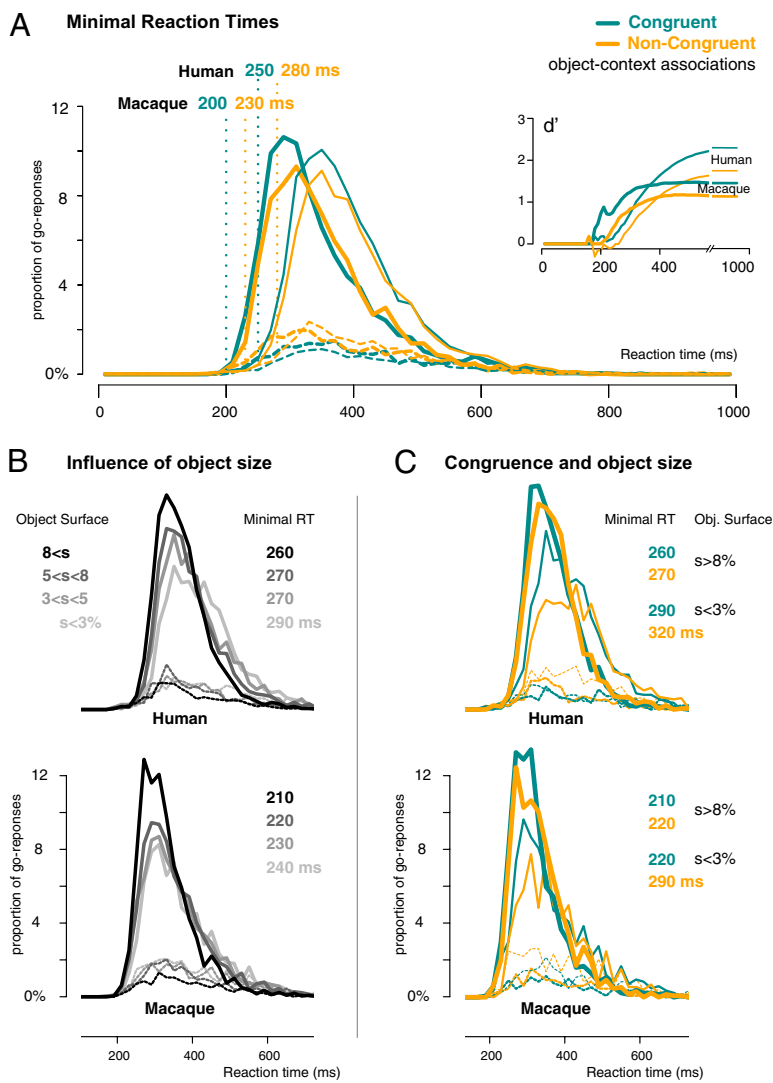 A Minimal Reaction Times
Congruent
Non-Congruent
object-context associations
Human 250 280 ms
Macaque 200 230 ms
12
8
4
0%
proportion of go-reponses
d'
3
2
1
0
Human
Macaque
0 200 400 1000
Reaction time (ms)
0 200 400 600 800 1000
B Influence of object size
Object Surface Minimal RT
8<s 260
5<s<8 270
3<s<5 270
s<3% 290 ms
Human
12
8
4
0%
proportion of go-reponses
210
220
230
240 ms
Macaque
200 400 600
Reaction time (ms)
C Congruence and object size
Minimal RT Obj. Surface
260
s>8%
270
290
s<3%
320 ms
Human
12
8
4
0%
proportion of go-reponses
210
s>8%
220
220
s<3%
290 ms
Macaque
200 400 600
Reaction time (ms)